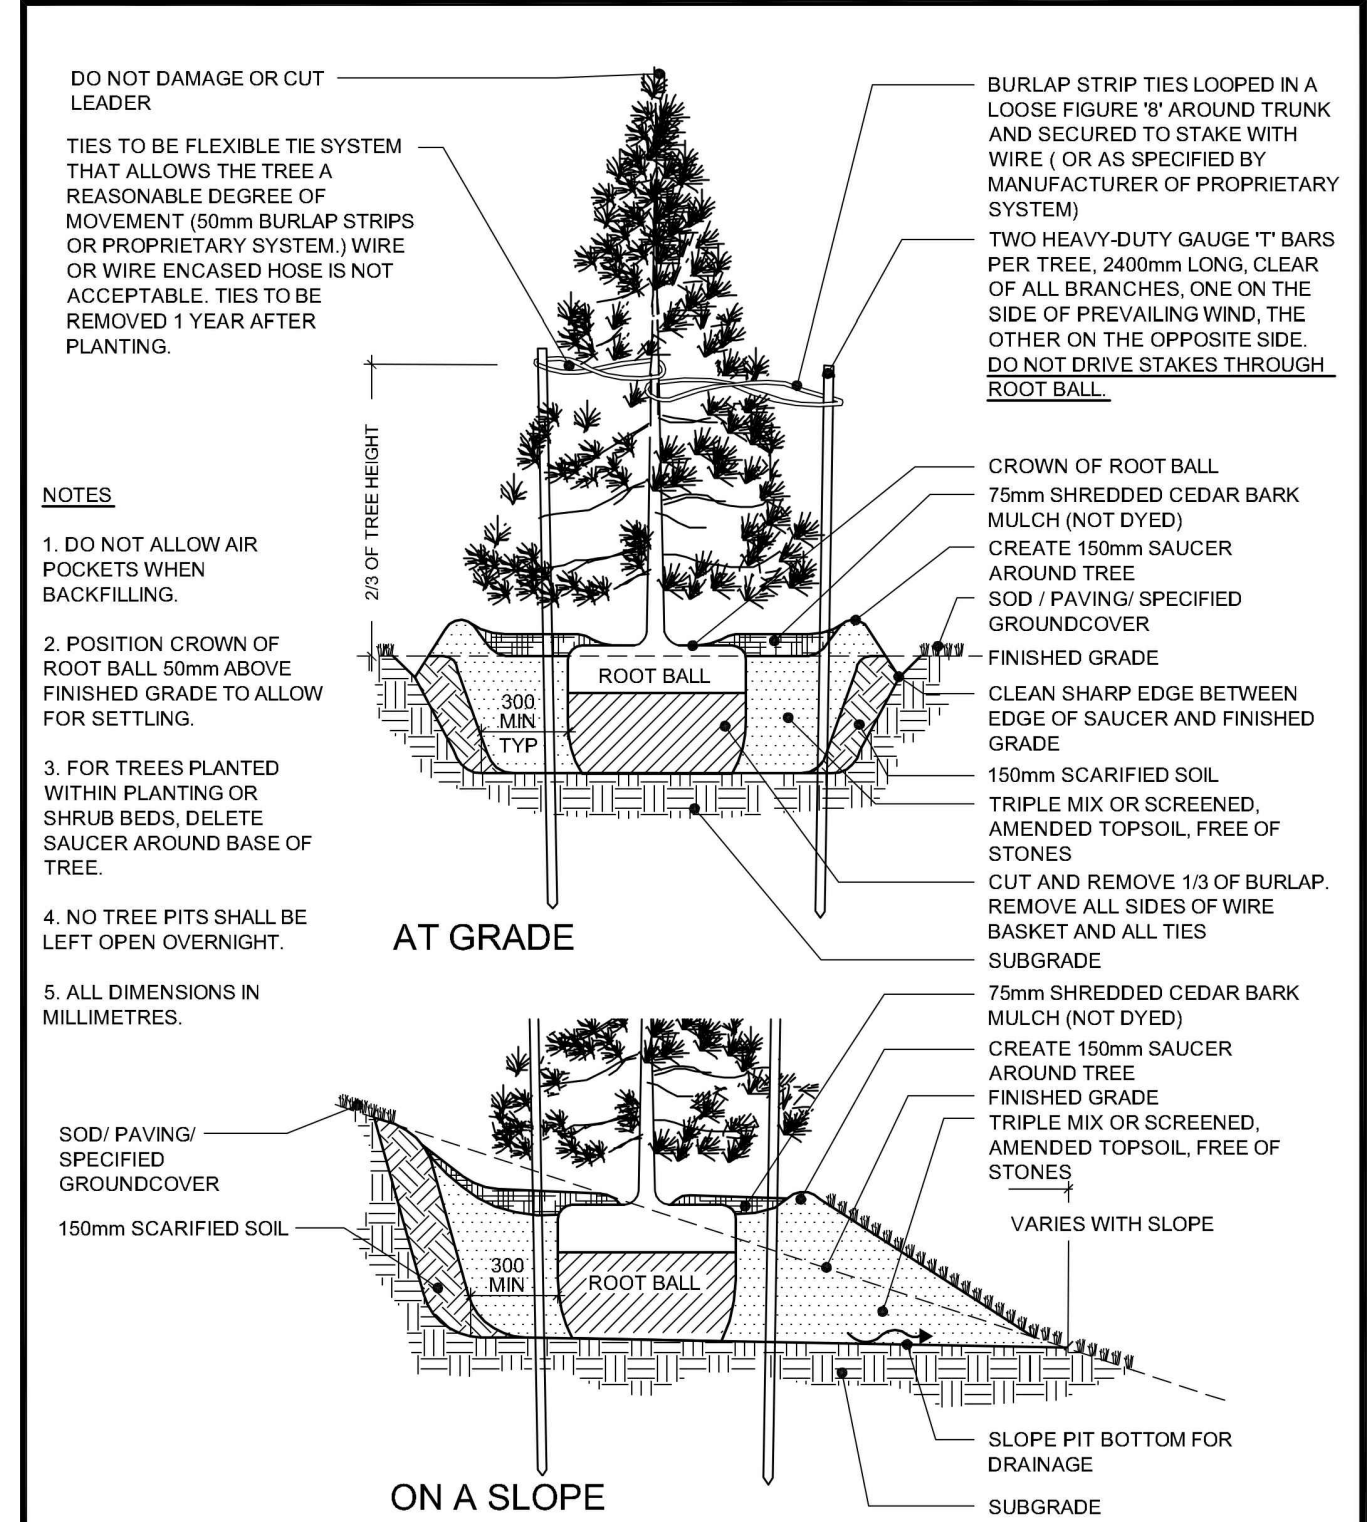 DO NOT DAMAGE OR CUT
LEADER
TIES TO BE FLEXIBLE TIE SYSTEM
THAT ALLOWS THE TREE A
REASONABLE DEGREE OF
MOVEMENT (50mm BURLAP STRIPS
OR PROPRIETARY SYSTEM.) WIRE
OR WIRE ENCASED HOSE IS NOT
ACCEPTABLE. TIES TO BE
REMOVED 1 YEAR AFTER
PLANTING.
2/3 OF TREE HEIGHT
NOTES
1. DO NOT ALLOW AIR
POCKETS WHEN
BACKFILLING.
2. POSITION CROWN OF
ROOT BALL 50mm ABOVE
FINISHED GRADE TO ALLOW
FOR SETTLING.
3. FOR TREES PLANTED
WITHIN PLANTING OR
SHRUB BEDS, DELETE
SAUCER AROUND BASE OF
TREE.
4. NO TREE PITS SHALL BE
LEFT OPEN OVERNIGHT.
5. ALL DIMENSIONS IN
MILLIMETRES.
BURLAP STRIP TIES LOOPED IN A
LOOSE FIGURE '8' AROUND TRUNK
AND SECURED TO STAKE WITH
WIRE ( OR AS SPECIFIED BY
MANUFACTURER OF PROPRIETARY
SYSTEM)
TWO HEAVY-DUTY GAUGE 'T' BARS
PER TREE, 2400mm LONG, CLEAR
OF ALL BRANCHES, ONE ON THE
SIDE OF PREVAILING WIND, THE
OTHER ON THE OPPOSITE SIDE.
DO NOT DRIVE STAKES THROUGH
ROOT BALL.
CROWN OF ROOT BALL
75mm SHREDDED CEDAR BARK
MULCH (NOT DYED)
CREATE 150mm SAUCER
AROUND TREE
SOD / PAVING/ SPECIFIED
GROUNDCOVER
FINISHED GRADE
CLEAN SHARP EDGE BETWEEN
EDGE OF SAUCER AND FINISHED
GRADE
150mm SCARIFIED SOIL
TRIPLE MIX OR SCREENED,
AMENDED TOPSOIL, FREE OF
STONES
CUT AND REMOVE 1/3 OF BURLAP.
REMOVE ALL SIDES OF WIRE
BASKET AND ALL TIES
SUBGRADE
ROOT BALL
300
MIN
TYP
AT GRADE
75mm SHREDDED CEDAR BARK
MULCH (NOT DYED)
CREATE 150mm SAUCER
AROUND TREE
FINISHED GRADE
TRIPLE MIX OR SCREENED,
AMENDED TOPSOIL, FREE OF
STONES
VARIES WITH SLOPE
SOD/ PAVING/
SPECIFIED
GROUNDCOVER
150mm SCARIFIED SOIL
300
MIN
ROOT BALL
SLOPE PIT BOTTOM FOR
DRAINAGE
SUBGRADE
ON A SLOPE